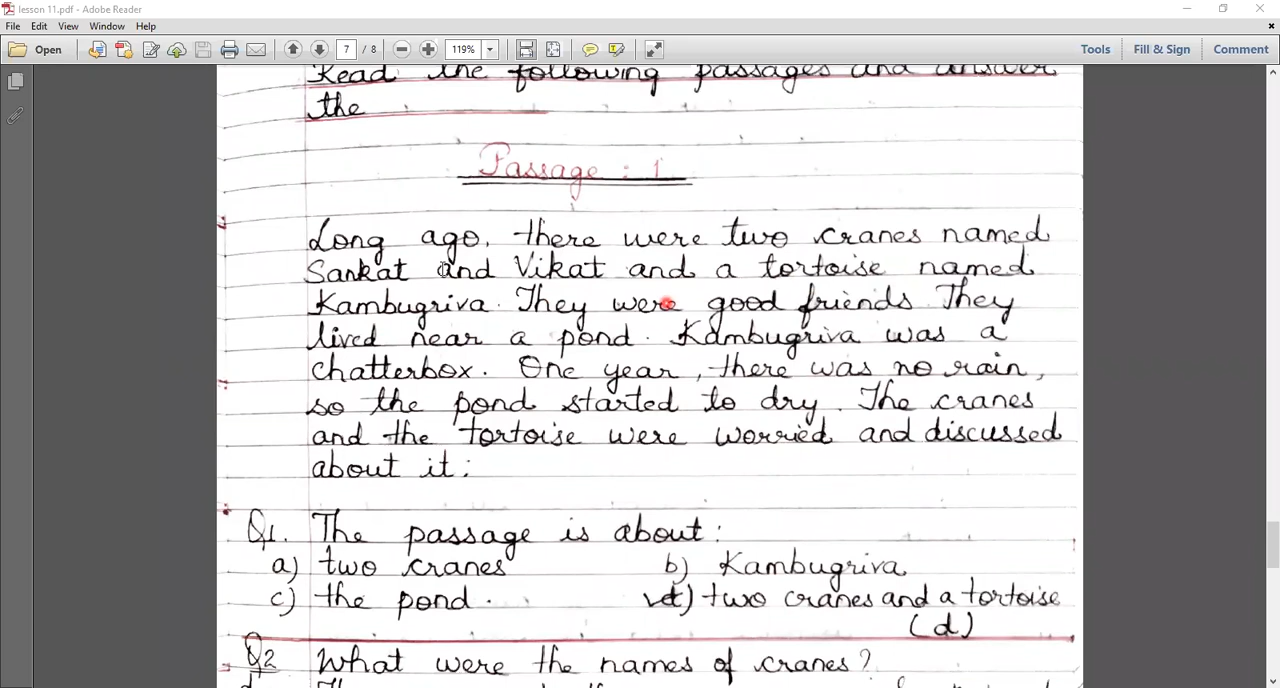 lesson 11.pdf - Adobe Reader
File Edit View Window Help
Open 7 / 8 119% Tools Fill & Sign Comment
Read the following passages and answer
the
Passage : 1
Long ago, there were two cranes named
Sankat and Vikat and a tortoise named
Kambugriva. They were good friends. They
lived near a pond. Kambugriva was a
chatterbox. One year, there was no rain,
so the pond started to dry. The cranes
and the tortoise were worried and discussed
about it.
Q1. The passage is about:
a) two cranes b) Kambugriva
c) the pond. d) two cranes and a tortoise
(d)
Q2 What were the names of cranes?